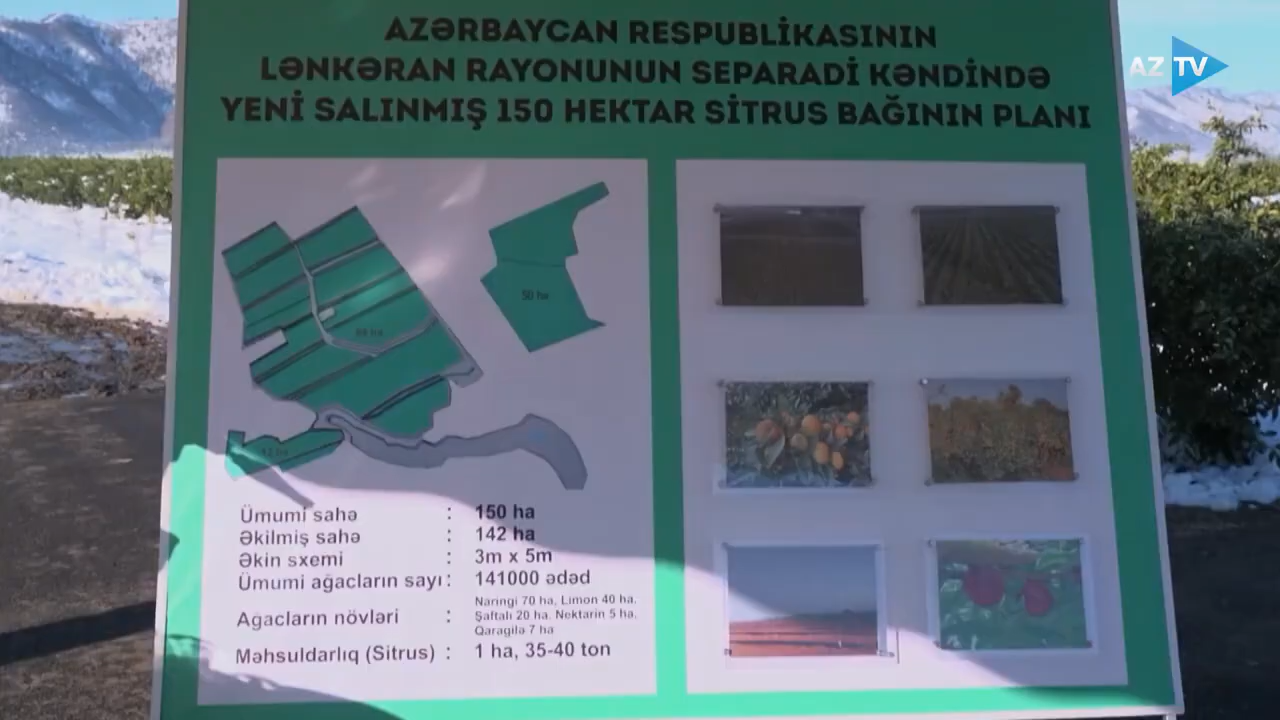 AZƏRBAYCAN RESPUBLİKASININ
LƏNKƏRAN RAYONUNUN SEPARADİ KƏNDİNDƏ
YENİ SALINMIŞ 150 HEKTAR SİTRUS BAĞININ PLANI
AZ TV
50 ha
Ümumi sahə : 150 ha
Əkilmiş sahə : 142 ha
Əkin sxemi : 3m x 5m
Ümumi ağacların sayı : 141000 ədəd
Ağacların növləri : Naringi 70 ha, Limon 40 ha,
Şaftalı 20 ha. Nektarin 5 ha,
Qaragilə 7 ha
Məhsuldarlıq (Sitrus) : 1 ha, 35-40 ton